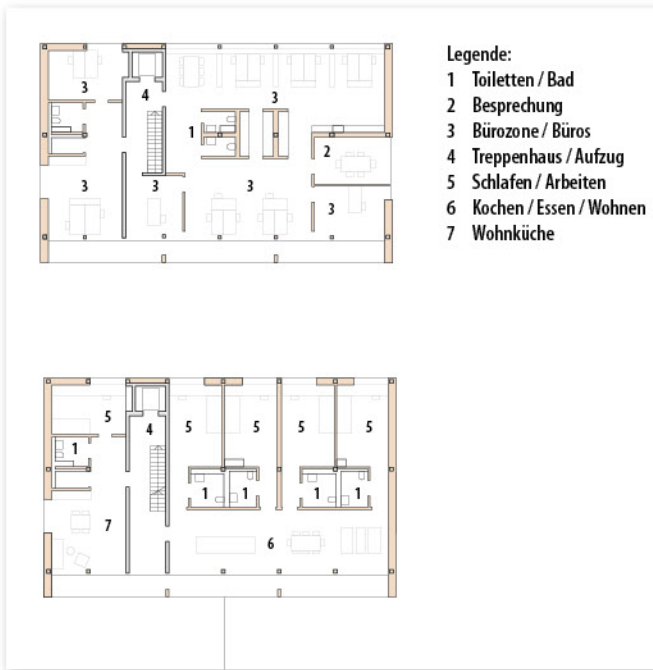 Legende:
1 Toiletten / Bad
2 Besprechung
3 Bürozone / Büros
4 Treppenhaus / Aufzug
5 Schlafen / Arbeiten
6 Kochen / Essen / Wohnen
7 Wohnküche
3
4
3
1
2
3
3
3
3
5
4
5
5
5
5
1
1
1
1
1
7
6